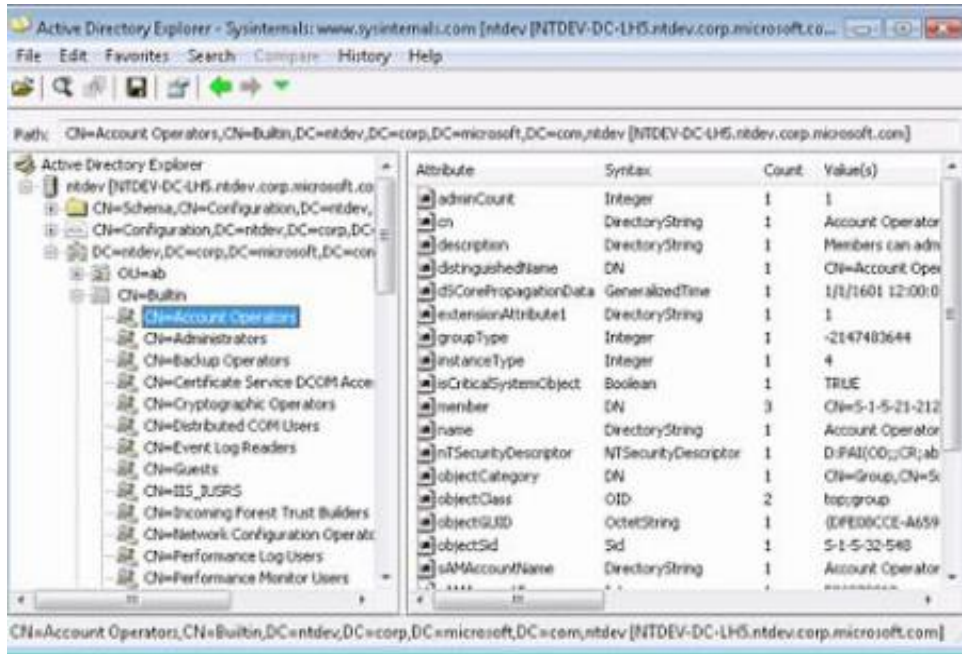 Active Directory Explorer - Sysinternals: www.sysinternals.com [ntdev [NTDEV-DC-LH5.ntdev.corp.microsoft.co...
File Edit Favorites Search Compare History Help
Path: CN=Account Operators,CN=Builtin,DC=ntdev,DC=corp,DC=microsoft,DC=com,ntdev [NTDEV-DC-LH5.ntdev.corp.microsoft.com]
Active Directory Explorer
ntdev [NTDEV-DC-LH5.ntdev.corp.microsoft.co
CN=Schema,CN=Configuration,DC=ntdev,
CN=Configuration,DC=ntdev,DC=corp,DC=
DC=ntdev,DC=corp,DC=microsoft,DC=com
OU=ab
CN=Builtin
CN=Account Operators
CN=Administrators
CN=Backup Operators
CN=Certificate Service DCOM Acce
CN=Cryptographic Operators
CN=Distributed COM Users
CN=Event Log Readers
CN=Guests
CN=IIS_IUSRS
CN=Incoming Forest Trust Builders
CN=Network Configuration Operato
CN=Performance Log Users
CN=Performance Monitor Users
Attribute Syntax Count Value(s)
adminCount Integer 1 1
cn DirectoryString 1 Account Operator
description DirectoryString 1 Members can adm
distinguishedName DN 1 CN=Account Oper
dSCorePropagationData GeneralizedTime 1 1/1/1601 12:00:0
extensionAttribute1 DirectoryString 1 1
groupType Integer 1 -2147483644
instanceType Integer 1 4
isCriticalSystemObject Boolean 1 TRUE
member DN 3 CN=S-1-5-21-212
name DirectoryString 1 Account Operator
nTSecurityDescriptor NTSecurityDescriptor 1 D:PAI(OD;;CR;ab
objectCategory DN 1 CN=Group,CN=Sc
objectClass OID 2 top;group
objectGUID OctetString 1 {DFE08CCE-A659
objectSid Sid 1 S-1-5-32-548
sAMAccountName DirectoryString 1 Account Operator
CN=Account Operators,CN=Builtin,DC=ntdev,DC=corp,DC=microsoft,DC=com,ntdev [NTDEV-DC-LH5.ntdev.corp.microsoft.com]